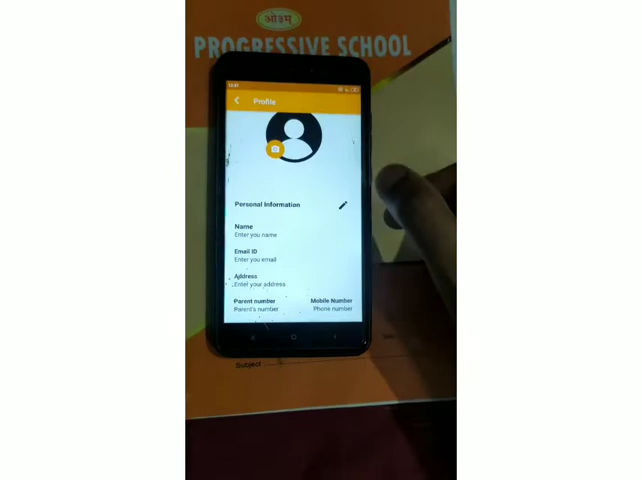 ओ३म्
PROGRESSIVE SCHOOL
Profile
Personal Information
Name
Enter you name
Email ID
Enter you email
Address
Enter your address
Parent number Mobile Number
Parent's number Phone number
Subject